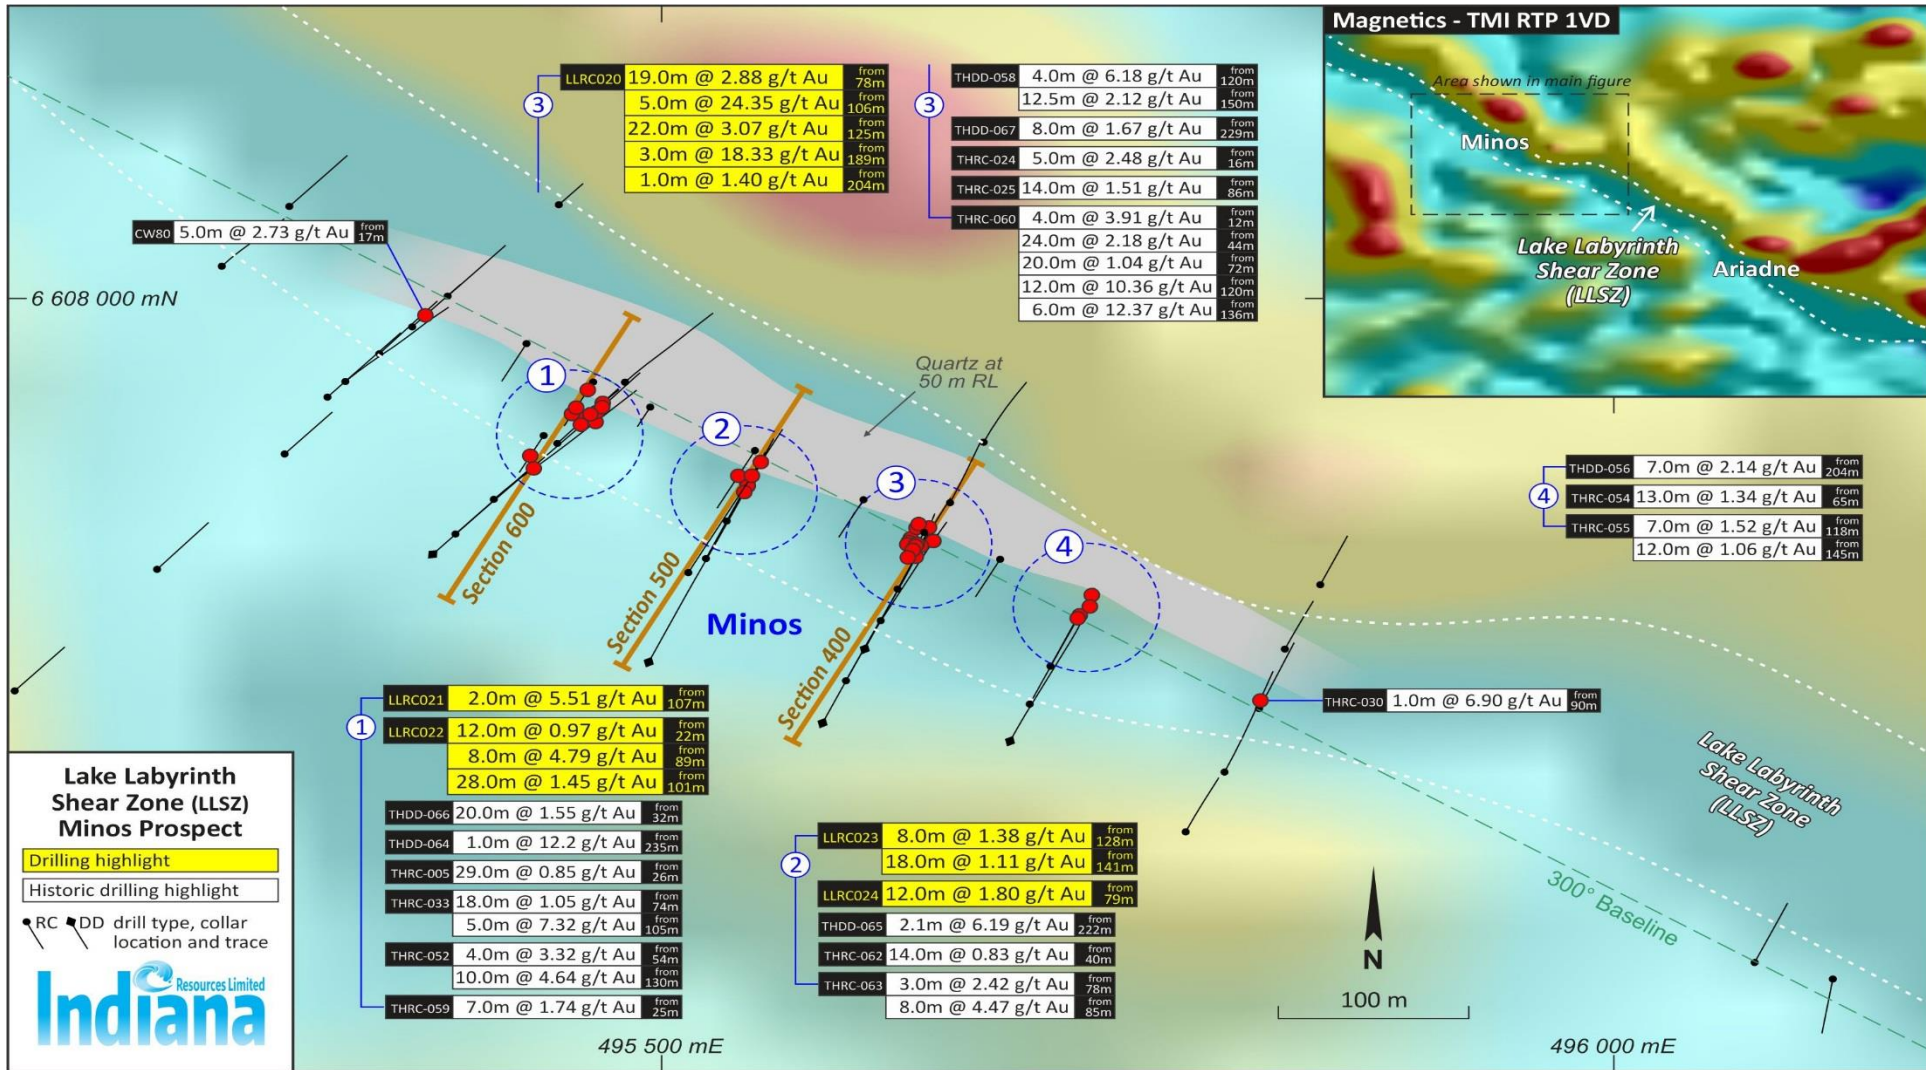 Magnetics - TMI RTP 1VD
Area shown in main figure
Minos
Lake Labyrinth
Shear Zone
(LLSZ)
Ariadne
3
LLRC020 19.0m @ 2.88 g/t Au from 78m
5.0m @ 24.35 g/t Au from 106m
22.0m @ 3.07 g/t Au from 125m
3.0m @ 18.33 g/t Au from 189m
1.0m @ 1.40 g/t Au from 204m
3
THDD-058 4.0m @ 6.18 g/t Au from 120m
12.5m @ 2.12 g/t Au from 150m
THDD-067 8.0m @ 1.67 g/t Au from 229m
THRC-024 5.0m @ 2.48 g/t Au from 16m
THRC-025 14.0m @ 1.51 g/t Au from 86m
THRC-060 4.0m @ 3.91 g/t Au from 12m
24.0m @ 2.18 g/t Au from 44m
20.0m @ 1.04 g/t Au from 72m
12.0m @ 10.36 g/t Au from 120m
6.0m @ 12.37 g/t Au from 136m
CW80 5.0m @ 2.73 g/t Au from 17m
6 608 000 mN
Quartz at
50 m RL
1
2
3
4
Section 600
Section 500
Section 400
Minos
4
THDD-056 7.0m @ 2.14 g/t Au from 204m
THRC-054 13.0m @ 1.34 g/t Au from 65m
THRC-055 7.0m @ 1.52 g/t Au from 118m
12.0m @ 1.06 g/t Au from 145m
THRC-030 1.0m @ 6.90 g/t Au from 90m
Lake Labyrinth
Shear Zone
(LLSZ)
300° Baseline
1
LLRC021 2.0m @ 5.51 g/t Au from 107m
LLRC022 12.0m @ 0.97 g/t Au from 22m
8.0m @ 4.79 g/t Au from 89m
28.0m @ 1.45 g/t Au from 101m
THDD-066 20.0m @ 1.55 g/t Au from 32m
THDD-064 1.0m @ 12.2 g/t Au from 235m
THRC-005 29.0m @ 0.85 g/t Au from 26m
THRC-033 18.0m @ 1.05 g/t Au from 74m
5.0m @ 7.32 g/t Au from 105m
THRC-052 4.0m @ 3.32 g/t Au from 54m
10.0m @ 4.64 g/t Au from 130m
THRC-059 7.0m @ 1.74 g/t Au from 25m
2
LLRC023 8.0m @ 1.38 g/t Au from 128m
18.0m @ 1.11 g/t Au from 141m
LLRC024 12.0m @ 1.80 g/t Au from 79m
THDD-065 2.1m @ 6.19 g/t Au from 222m
THRC-062 14.0m @ 0.83 g/t Au from 40m
THRC-063 3.0m @ 2.42 g/t Au from 78m
8.0m @ 4.47 g/t Au from 85m
Lake Labyrinth
Shear Zone (LLSZ)
Minos Prospect
Drilling highlight
Historic drilling highlight
RC DD drill type, collar
location and trace
Indiana
Resources Limited
N
100 m
495 500 mE
496 000 mE